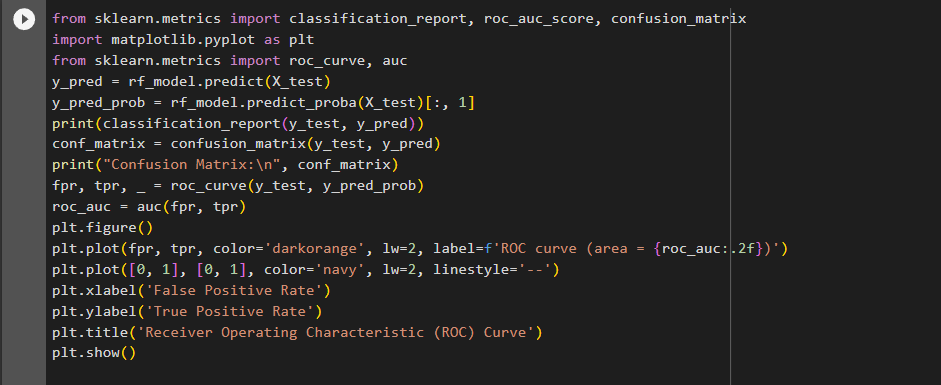 from sklearn.metrics import classification_report, roc_auc_score, confusion_matrix
import matplotlib.pyplot as plt
from sklearn.metrics import roc_curve, auc
y_pred = rf_model.predict(X_test)
y_pred_prob = rf_model.predict_proba(X_test)[:, 1]
print(classification_report(y_test, y_pred))
conf_matrix = confusion_matrix(y_test, y_pred)
print("Confusion Matrix:\n", conf_matrix)
fpr, tpr, _ = roc_curve(y_test, y_pred_prob)
roc_auc = auc(fpr, tpr)
plt.figure()
plt.plot(fpr, tpr, color='darkorange', lw=2, label=f'ROC curve (area = {roc_auc:.2f})')
plt.plot([0, 1], [0, 1], color='navy', lw=2, linestyle='--')
plt.xlabel('False Positive Rate')
plt.ylabel('True Positive Rate')
plt.title('Receiver Operating Characteristic (ROC) Curve')
plt.show()